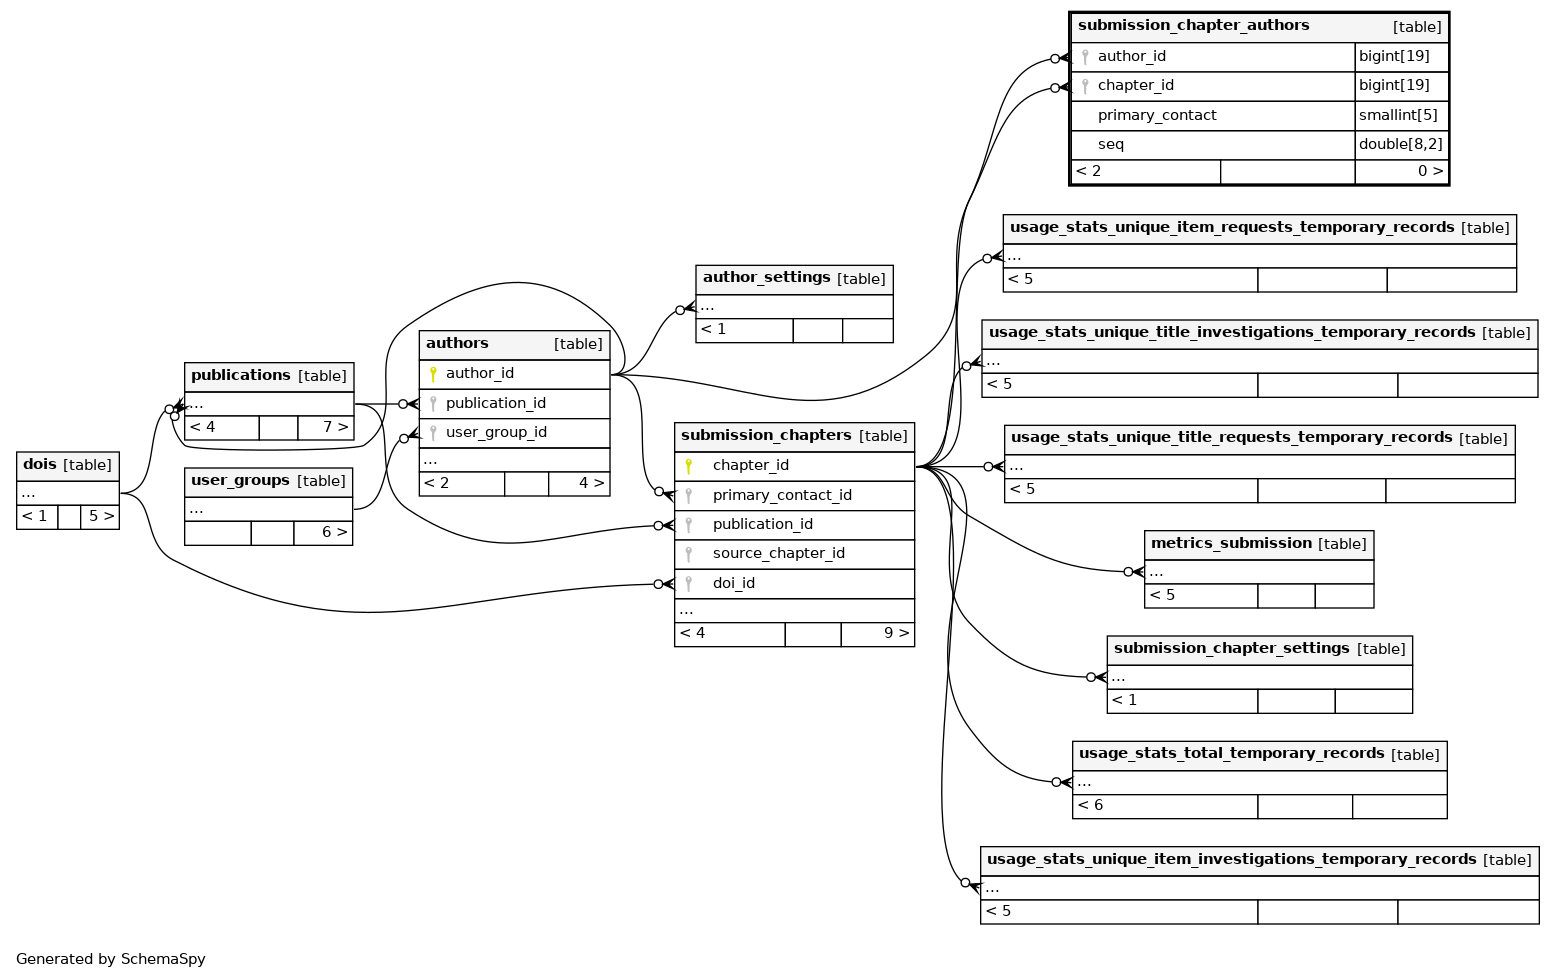 submission_chapter_authors [table]
author_id bigint[19]
chapter_id bigint[19]
primary_contact smallint[5]
seq double[8,2]
< 2 0 >
usage_stats_unique_item_requests_temporary_records [table]
...
< 5
author_settings [table]
...
< 1
usage_stats_unique_title_investigations_temporary_records [table]
...
< 5
authors [table]
author_id
publication_id
user_group_id
...
< 2 4 >
publications [table]
...
< 4 7 >
dois [table]
...
< 1 5 >
user_groups [table]
...
6 >
submission_chapters [table]
chapter_id
primary_contact_id
publication_id
source_chapter_id
doi_id
...
< 4 9 >
usage_stats_unique_title_requests_temporary_records [table]
...
< 5
metrics_submission [table]
...
< 5
submission_chapter_settings [table]
...
< 1
usage_stats_total_temporary_records [table]
...
< 6
usage_stats_unique_item_investigations_temporary_records [table]
...
< 5
Generated by SchemaSpy